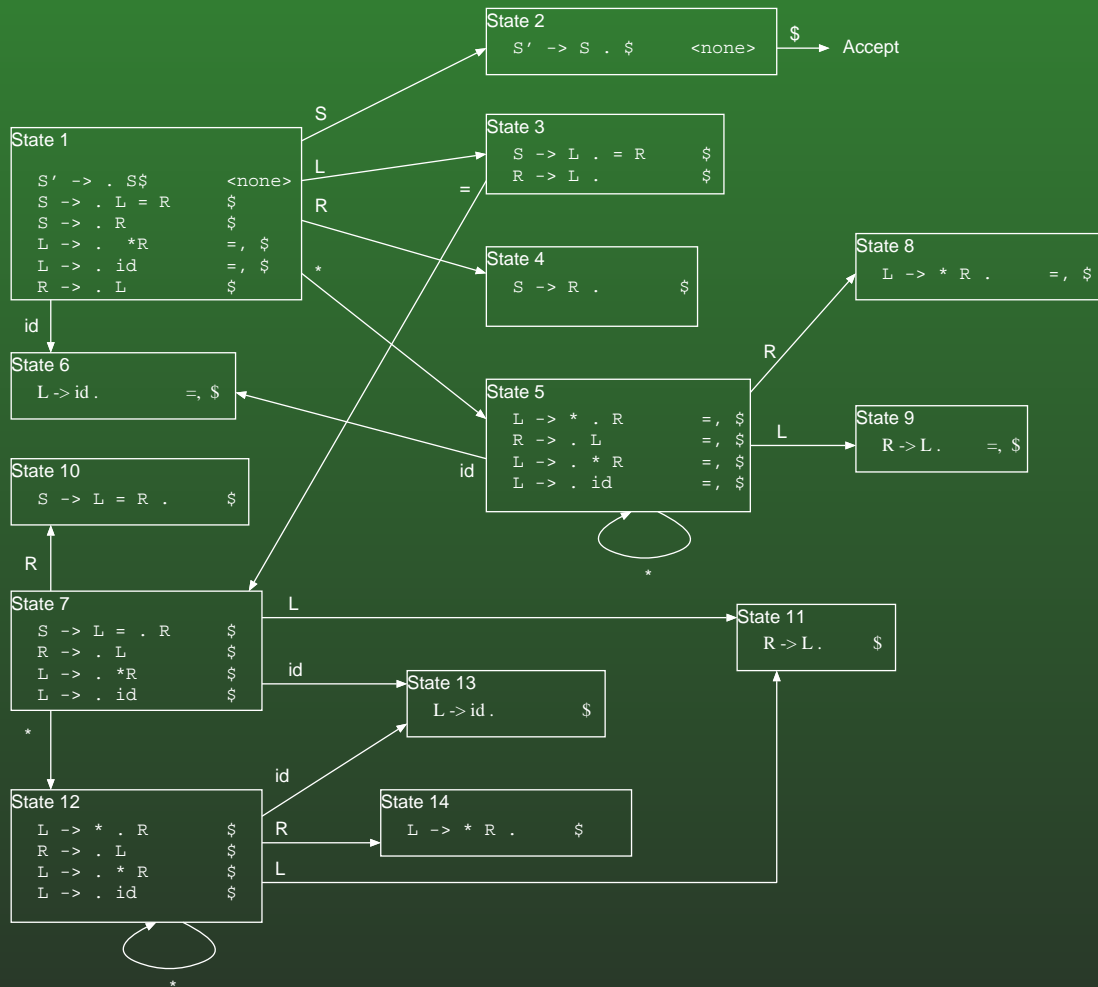 State 2
S' -> S . $ <none>
$
Accept
S
State 1
S' -> . S$ <none>
S -> . L = R $
S -> . R $
L -> . *R =, $
L -> . id =, $
R -> . L $
L
=
R
*
State 3
S -> L . = R $
R -> L . $
State 4
S -> R . $
State 8
L -> * R . =, $
id
State 6
L -> id . =, $
R
State 5
L -> * . R =, $
R -> . L =, $
L -> . * R =, $
L -> . id =, $
L
State 9
R -> L . =, $
id
*
State 10
S -> L = R . $
R
State 7
S -> L = . R $
R -> . L $
L -> . *R $
L -> . id $
L
State 11
R -> L . $
id
State 13
L -> id . $
*
id
State 12
L -> * . R $
R -> . L $
L -> . * R $
L -> . id $
R
State 14
L -> * R . $
L
*